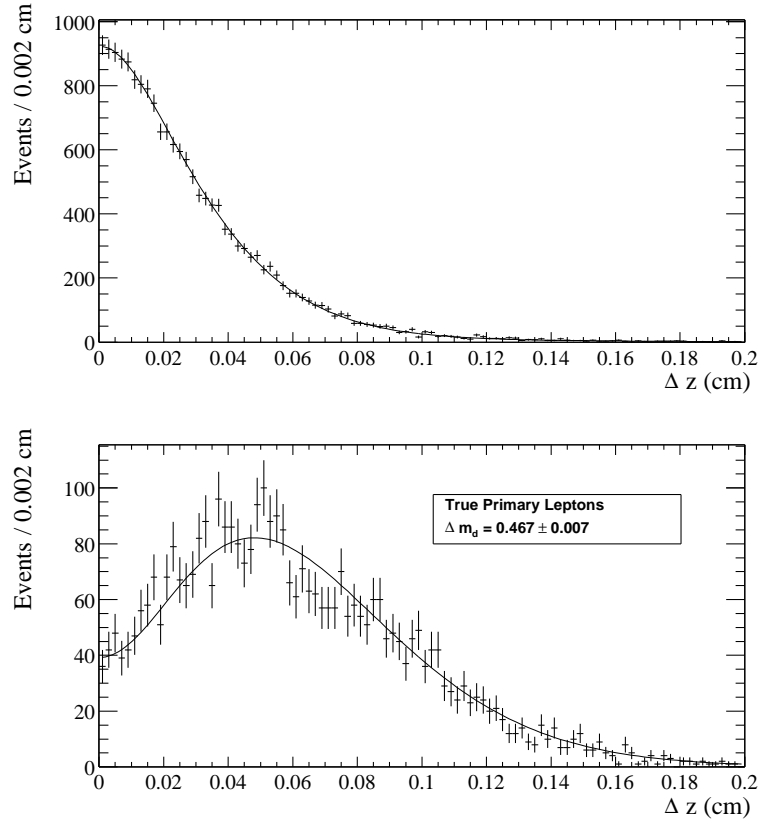 Events / 0.002 cm
1000
800
600
400
200
0
0 0.02 0.04 0.06 0.08 0.1 0.12 0.14 0.16 0.18 0.2
Δ z (cm)
Events / 0.002 cm
100
80
60
40
20
0
True Primary Leptons
Δ m_d = 0.467 ± 0.007
0 0.02 0.04 0.06 0.08 0.1 0.12 0.14 0.16 0.18 0.2
Δ z (cm)